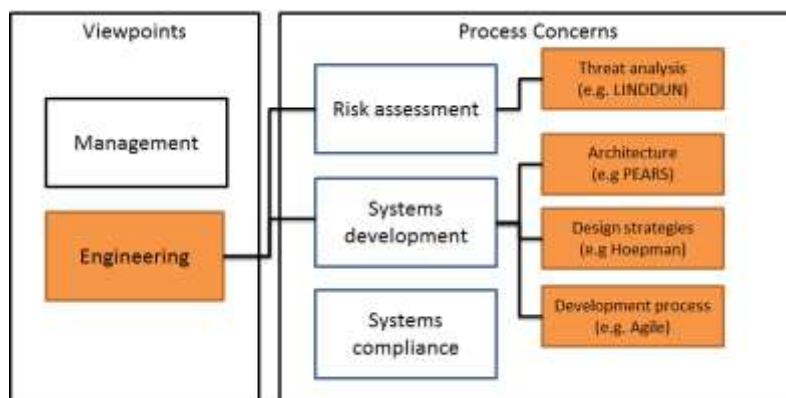 Viewpoints
Management
Engineering
Process Concerns
Risk assessment
Systems
development
Systems
compliance
Threat analysis
(e.g. LINDDUN)
Architecture
(e.g PEARS)
Design strategies
(e.g Hoepman)
Development process
(e.g. Agile)